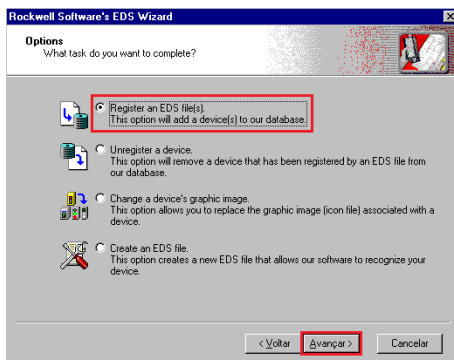 Rockwell Software's EDS Wizard
Options
What task do you want to complete?
Register an EDS file(s).
This option will add a device(s) to our database.
Unregister a device.
This option will remove a device that has been registered by an EDS file from
our database.
Change a device's graphic image.
This option allows you to replace the graphic image (icon file) associated with a
device.
Create an EDS file.
This option creates a new EDS file that allows our software to recognize your
device.
< Voltar
Avançar >
Cancelar